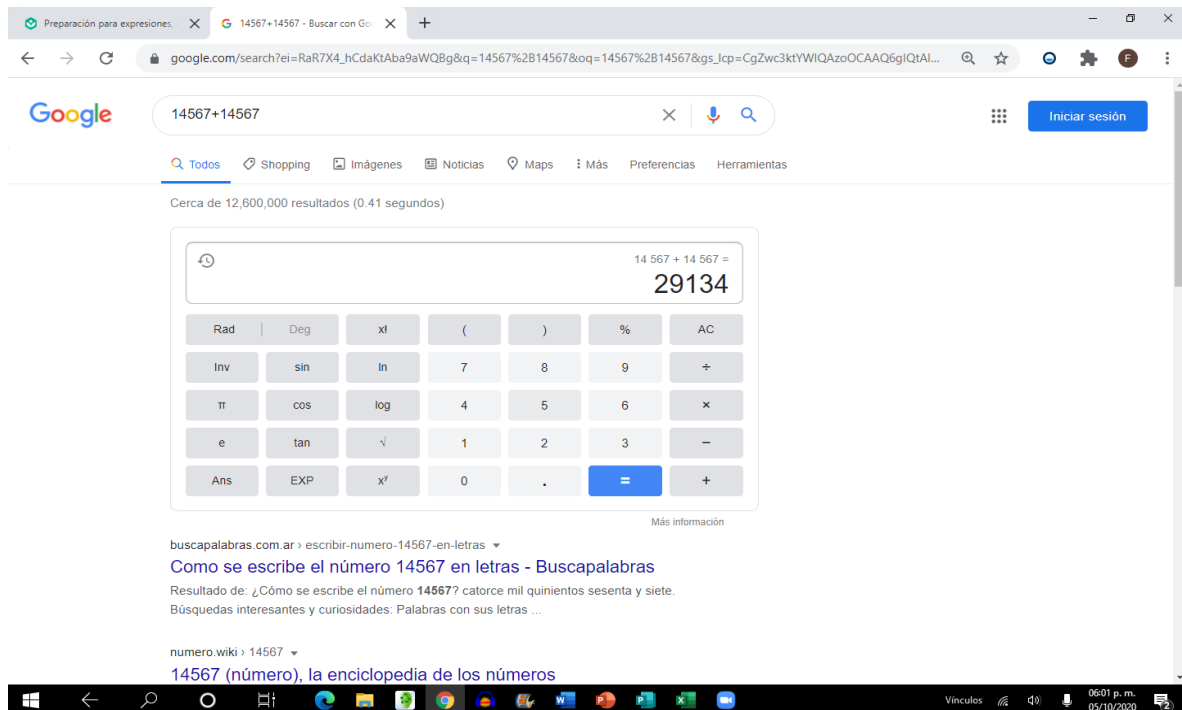 Preparación para expresiones,
14567+14567 - Buscar con Goo
google.com/search?ei=RaR7X4_hCdaKtAba9aWQBg&q=14567%2B14567&oq=14567%2B14567&gs_lcp=CgZwc3ktYWIQAzoOCAAQ6gIQtAI...
F
Google
14567+14567
Iniciar sesión
Todos Shopping Imágenes Noticias Maps Más Preferencias Herramientas
Cerca de 12,600,000 resultados (0.41 segundos)
14 567 + 14 567 =
29134
Rad | Deg x! ( ) % AC
Inv sin ln 7 8 9 ÷
π cos log 4 5 6 ×
e tan √ 1 2 3 −
Ans EXP xʸ 0 . = +
Más información
buscapalabras.com.ar › escribir-numero-14567-en-letras
Como se escribe el número 14567 en letras - Buscapalabras
Resultado de: ¿Cómo se escribe el número 14567? catorce mil quinientos sesenta y siete.
Búsquedas interesantes y curiosidades: Palabras con sus letras ...
numero.wiki › 14567
14567 (número), la enciclopedia de los números
Vínculos
06:01 p. m.
05/10/2020
2